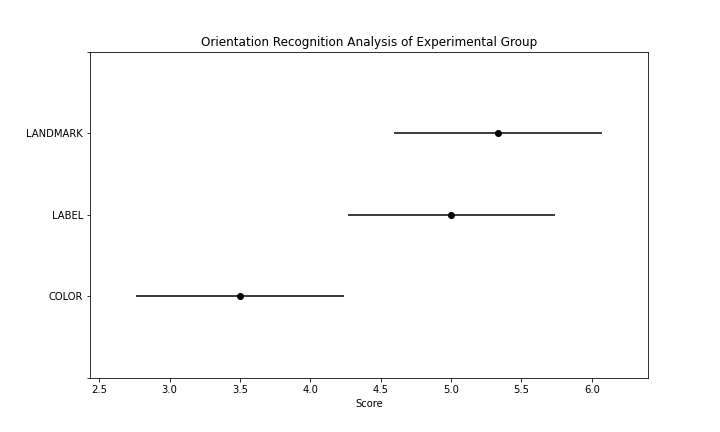 Orientation Recognition Analysis of Experimental Group
LANDMARK
LABEL
COLOR
2.5 3.0 3.5 4.0 4.5 5.0 5.5 6.0
Score